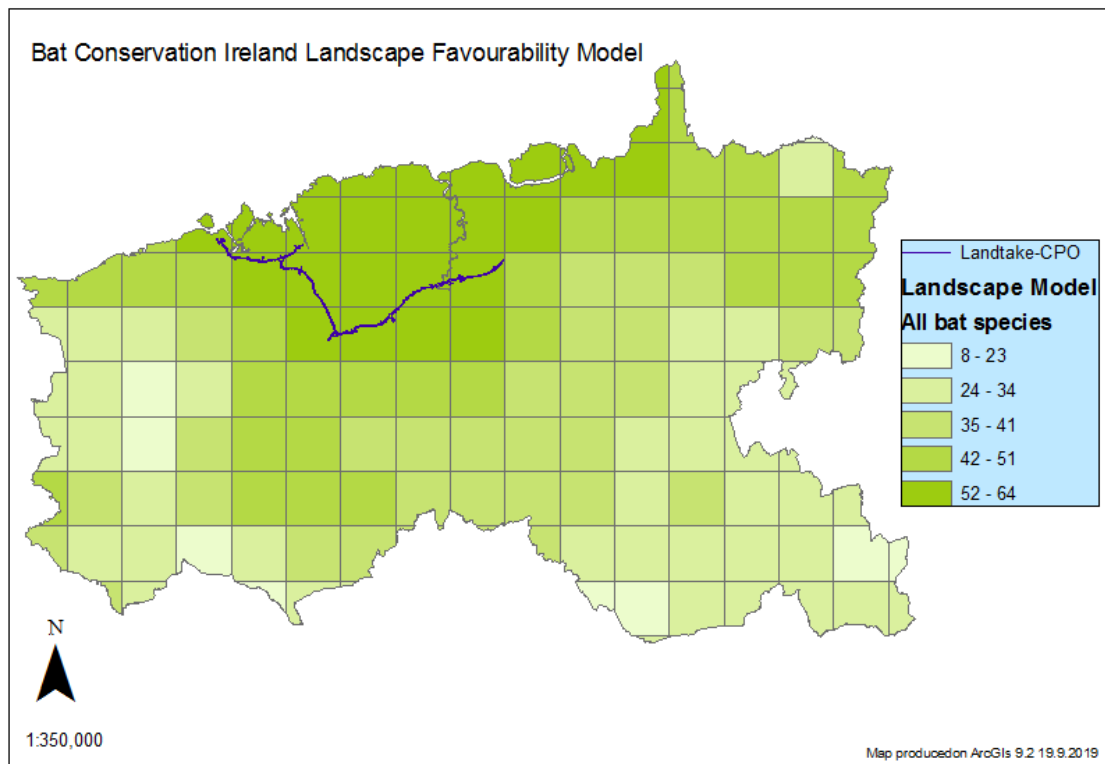 Bat Conservation Ireland Landscape Favourability Model
Landtake-CPO
Landscape Model
All bat species
8 - 23
24 - 34
35 - 41
42 - 51
52 - 64
N
1:350,000
Map producedon ArcGIs 9.2 19.9.2019